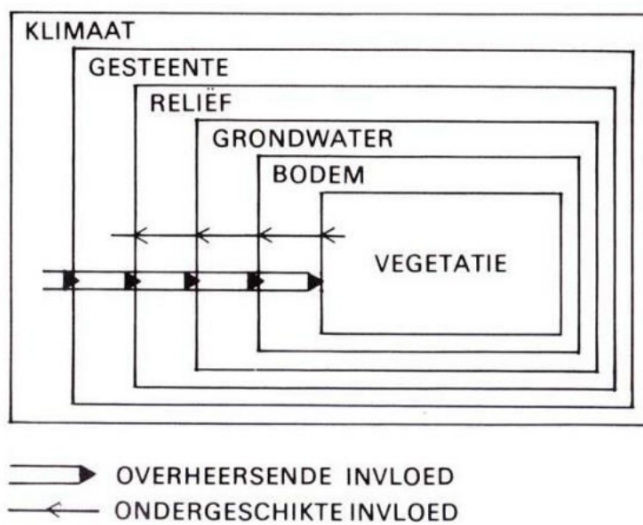 KLIMAAT
GESTEENTE
RELIËF
GRONDWATER
BODEM
VEGETATIE
OVERHEERSENDE INVLOED
ONDERGESCHIKTE INVLOED